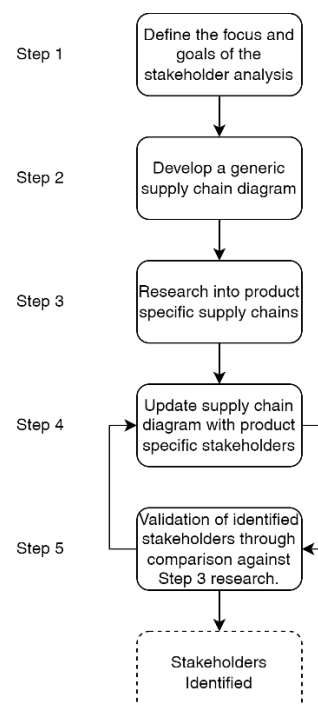 Step 1
Define the focus and
goals of the
stakeholder analysis
Step 2
Develop a generic
supply chain diagram
Step 3
Research into product
specific supply chains
Step 4
Update supply chain
diagram with product
specific stakeholders
Step 5
Validation of identified
stakeholders through
comparison against
Step 3 research.
Stakeholders
Identified